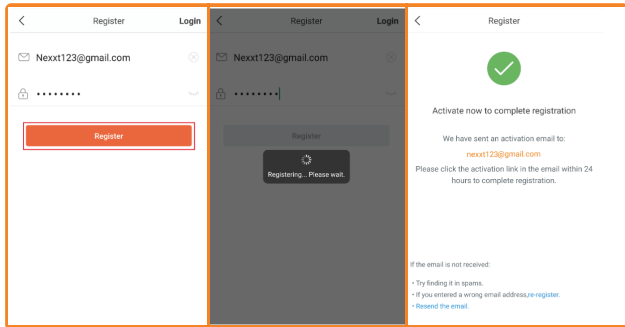 Register
Login
Nexxt123@gmail.com
Register
Register
Login
Nexxt123@gmail.com
Register
Registering... Please wait.
Register
Activate now to complete registration
We have sent an activation email to:
nexxt123@gmail.com
Please click the activation link in the email within 24
hours to complete registration.
If the email is not received:
• Try finding it in spams.
• If you entered a wrong email address,re-register.
• Resend the email.